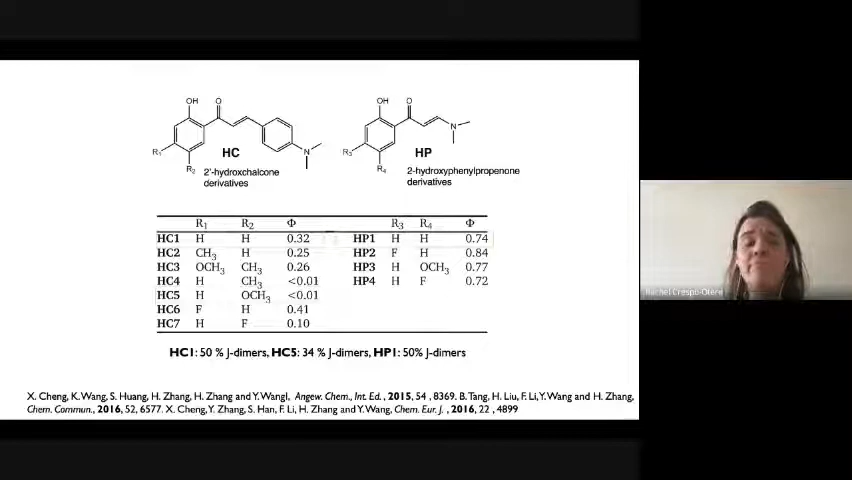 OH O OH O
R1 HC N R3 HP N
R2 2'-hydroxchalcone R4 2-hydroxyphenylpropenone
derivatives derivatives
R1 R2 Φ R3 R4 Φ
HC1 H H 0.32 HP1 H H 0.74
HC2 CH3 H 0.25 HP2 F H 0.84
HC3 OCH3 CH3 0.26 HP3 H OCH3 0.77
HC4 H CH3 <0.01 HP4 H F 0.72
HC5 H OCH3 <0.01
HC6 F H 0.41
HC7 H F 0.10
HC1: 50 % J-dimers, HC5: 34 % J-dimers, HP1: 50% J-dimers
X. Cheng, K. Wang, S. Huang, H. Zhang, H. Zhang and Y. Wangl, Angew. Chem., Int. Ed. , 2015, 54 , 8369. B. Tang, H. Liu, F. Li, Y. Wang and H. Zhang,
Chem. Commun., 2016, 52, 6577. X. Cheng, Y. Zhang, S. Han, F. Li, H. Zhang and Y. Wang, Chem. Eur. J. , 2016, 22 , 4899
Rachel Crespo-Otero